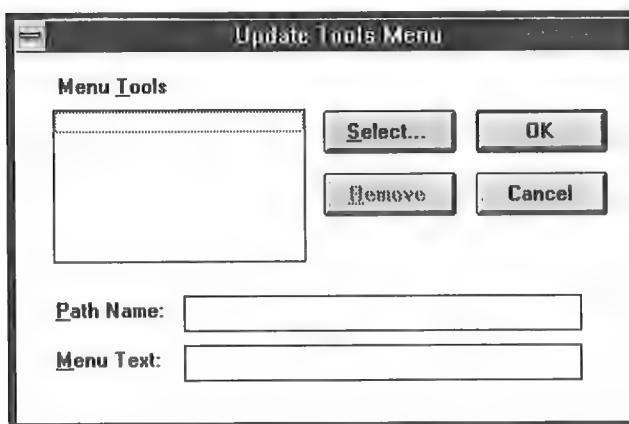 Update Tools Menu
Menu Tools
Select...
OK
Remove
Cancel
Path Name:
Menu Text: